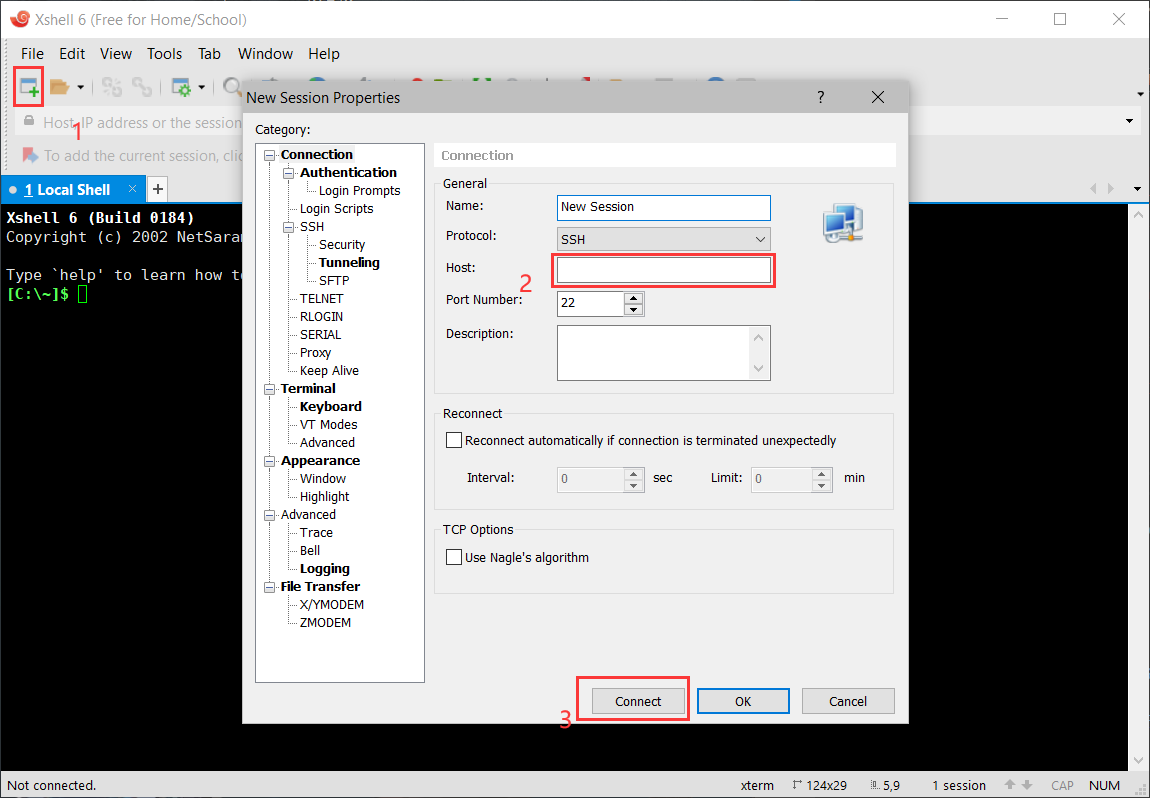 Xshell 6 (Free for Home/School)
File Edit View Tools Tab Window Help
1
Host, IP address or the session
To add the current session, clic
1 Local Shell
Xshell 6 (Build 0184)
Copyright (c) 2002 NetSaran
Type `help' to learn how to
[C:\~]$
New Session Properties
?
Category:
Connection
Authentication
Login Prompts
Login Scripts
SSH
Security
Tunneling
SFTP
TELNET
RLOGIN
SERIAL
Proxy
Keep Alive
Terminal
Keyboard
VT Modes
Advanced
Appearance
Window
Highlight
Advanced
Trace
Bell
Logging
File Transfer
X/YMODEM
ZMODEM
Connection
General
Name: New Session
Protocol: SSH
Host:
2
Port Number: 22
Description:
Reconnect
Reconnect automatically if connection is terminated unexpectedly
Interval: 0 sec Limit: 0 min
TCP Options
Use Nagle's algorithm
3
Connect OK Cancel
Not connected. xterm 124x29 5,9 1 session CAP NUM